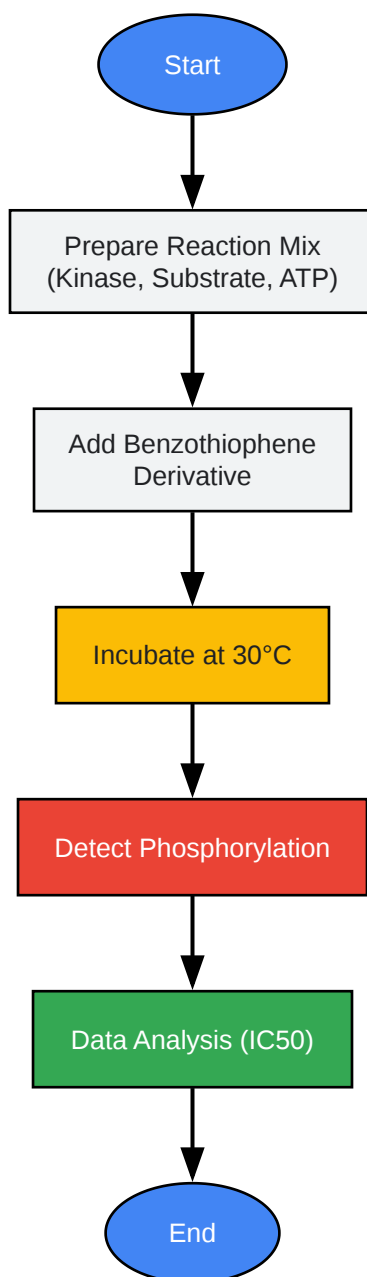 Start
Prepare Reaction Mix
(Kinase, Substrate, ATP)
Add Benzothiophene
Derivative
Incubate at 30°C
Detect Phosphorylation
Data Analysis (IC50)
End